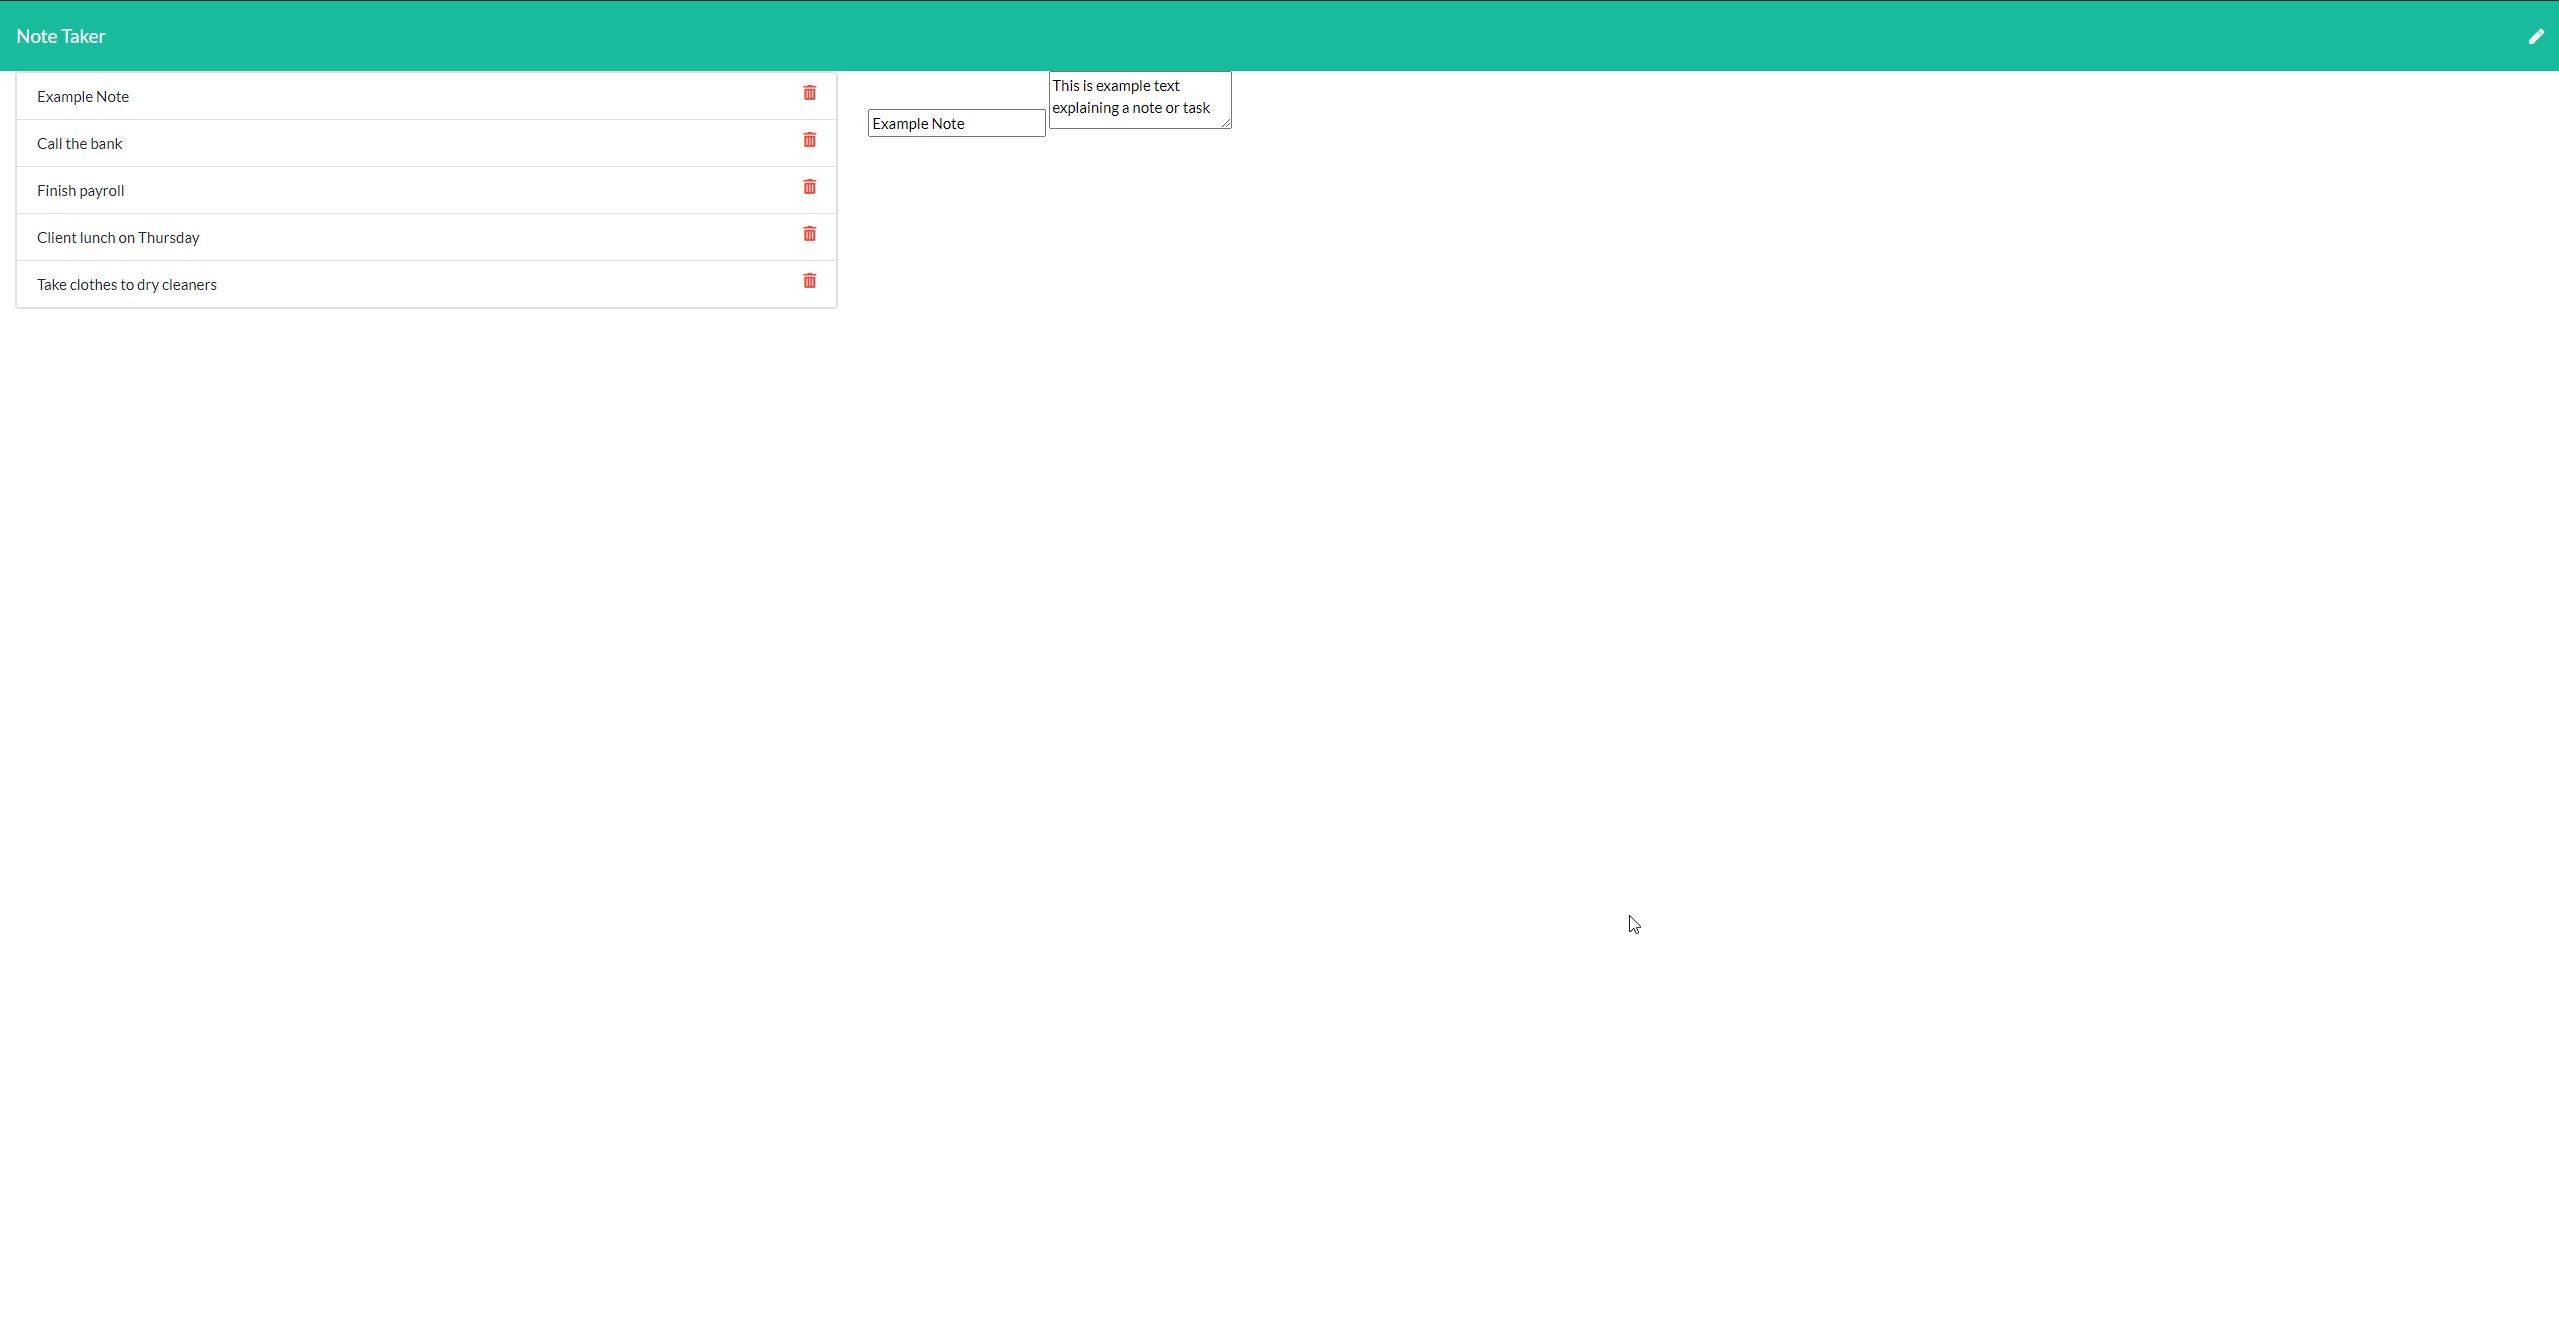 Note Taker
Example Note
Call the bank
Finish payroll
Client lunch on Thursday
Take clothes to dry cleaners
Example Note
This is example text
explaining a note or task